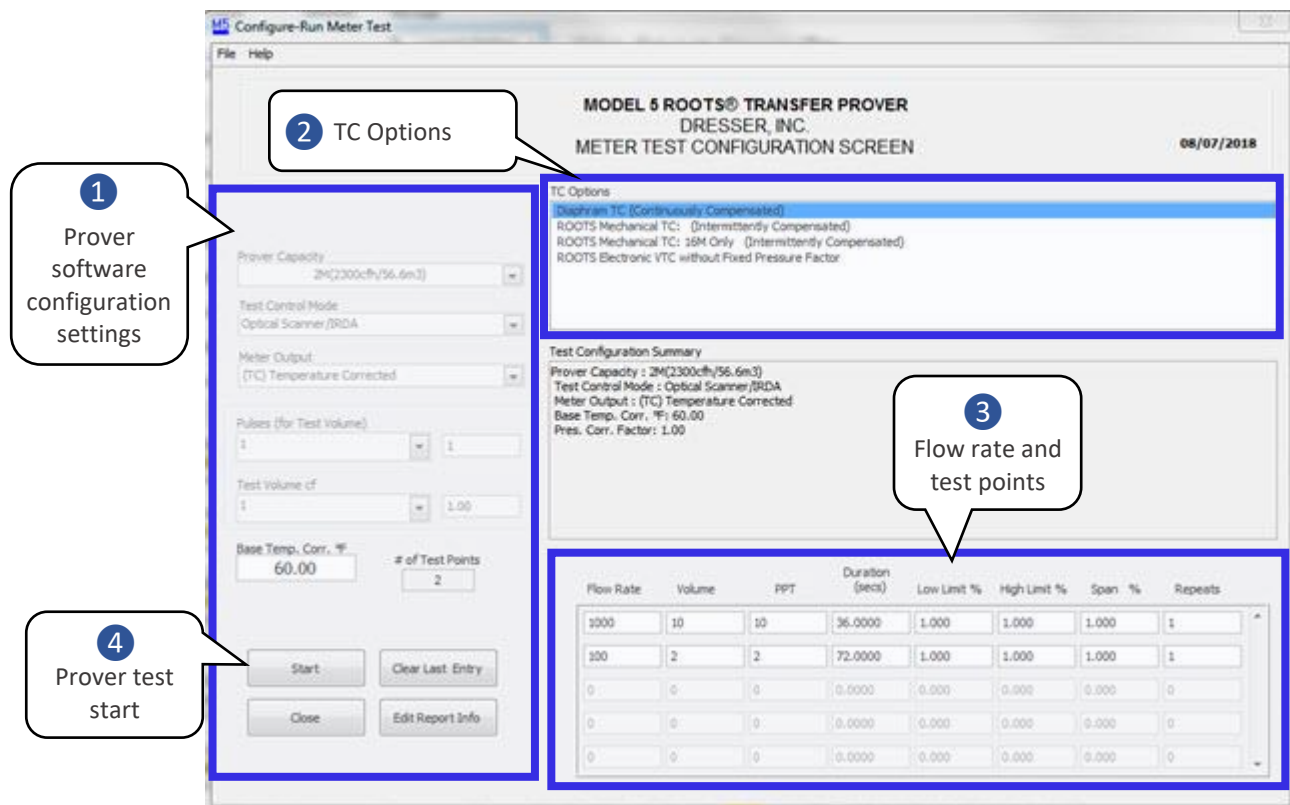 M5 Configure-Run Meter Test
File Help
MODEL 5 ROOTS® TRANSFER PROVER
DRESSER, INC.
METER TEST CONFIGURATION SCREEN
08/07/2018
2 TC Options
1
Prover
software
configuration
settings
Prover Capacity
2M(2300cfh/56.6m3)
Test Control Mode
Optical Scanner/IRDA
Meter Output
(TC) Temperature Corrected
Pulses (for Test Volume)
1 1
Test Volume cf
1 1.00
Base Temp. Corr. °F
60.00
# of Test Points
2
Start Clear Last Entry
Close Edit Report Info
4
Prover test
start
TC Options
Diaphram TC (Continuously Compensated)
ROOTS Mechanical TC: (Intermittently Compensated)
ROOTS Mechanical TC: 16M Only (Intermittently Compensated)
ROOTS Electronic VTC without Fixed Pressure Factor
Test Configuration Summary
Prover Capacity : 2M(2300cfh/56.6m3)
Test Control Mode : Optical Scanner/IRDA
Meter Output : (TC) Temperature Corrected
Base Temp. Corr. °F: 60.00
Pres. Corr. Factor: 1.00
3
Flow rate and
test points
Flow Rate Volume PPT Duration (secs) Low Limit % High Limit % Span % Repeats
1000 10 10 36.0000 1.000 1.000 1.000 1
100 2 2 72.0000 1.000 1.000 1.000 1
0 0 0 0.0000 0.000 0.000 0.000 0
0 0 0 0.0000 0.000 0.000 0.000 0
0 0 0 0.0000 0.000 0.000 0.000 0